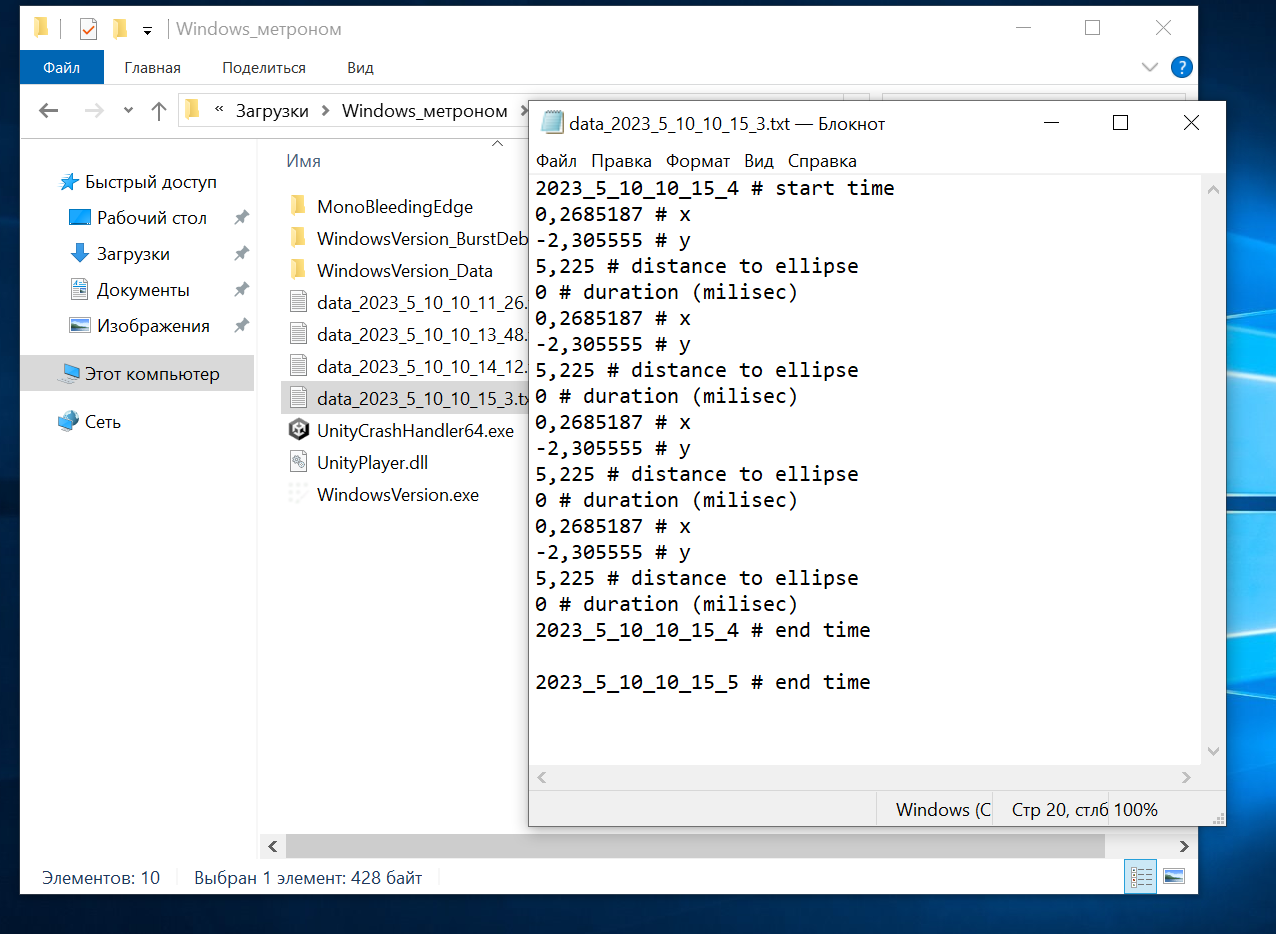 Windows_метроном
Файл
Главная
Поделиться
Вид
?
« Загрузки > Windows_метроном >
Имя
Быстрый доступ
Рабочий стол
Загрузки
Документы
Изображения
Этот компьютер
Сеть
MonoBleedingEdge
WindowsVersion_BurstDeb
WindowsVersion_Data
data_2023_5_10_10_11_26.
data_2023_5_10_10_13_48.
data_2023_5_10_10_14_12.
data_2023_5_10_10_15_3.tx
UnityCrashHandler64.exe
UnityPlayer.dll
WindowsVersion.exe
Элементов: 10
Выбран 1 элемент: 428 байт
data_2023_5_10_10_15_3.txt — Блокнот
Файл Правка Формат Вид Справка
2023_5_10_10_15_4 # start time
0,2685187 # x
-2,305555 # y
5,225 # distance to ellipse
0 # duration (milisec)
0,2685187 # x
-2,305555 # y
5,225 # distance to ellipse
0 # duration (milisec)
0,2685187 # x
-2,305555 # y
5,225 # distance to ellipse
0 # duration (milisec)
0,2685187 # x
-2,305555 # y
5,225 # distance to ellipse
0 # duration (milisec)
2023_5_10_10_15_4 # end time
2023_5_10_10_15_5 # end time
Windows (C
Стр 20, стлб
100%